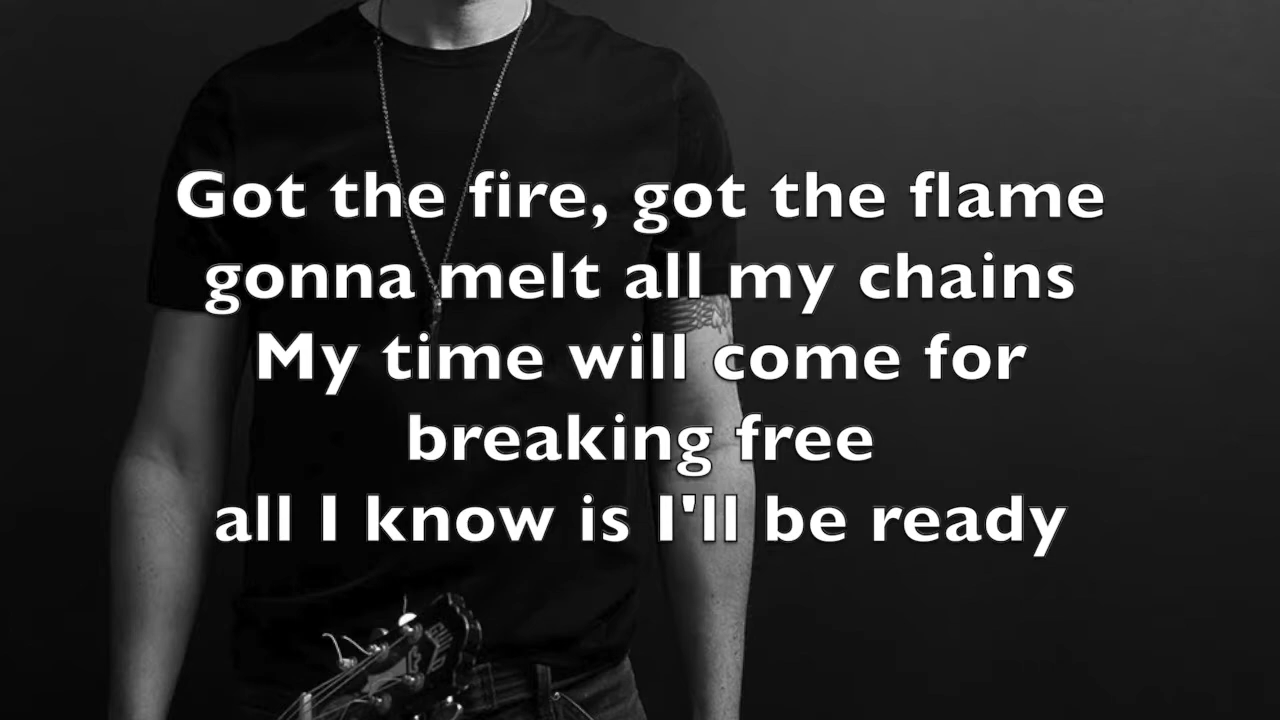 Got the fire, got the flame
gonna melt all my chains
My time will come for
breaking free
all I know is I'll be ready
GUILD